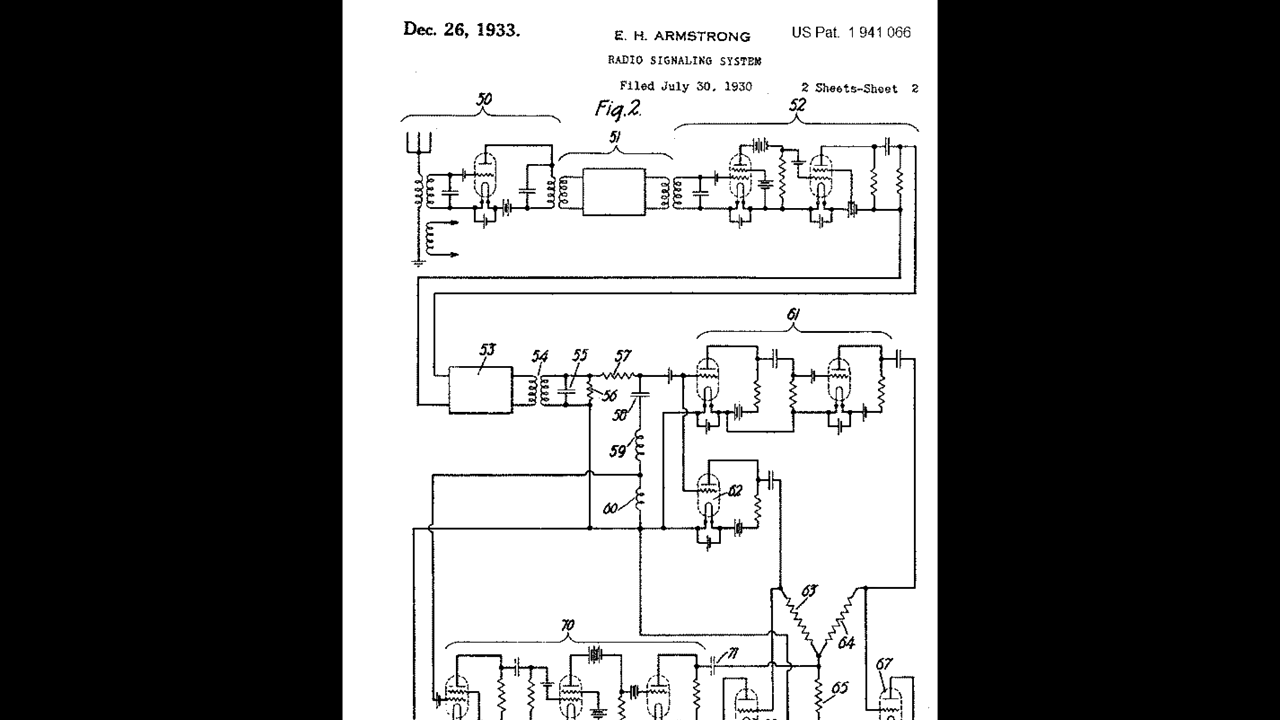 Dec. 26, 1933.
E. H. ARMSTRONG
US Pat. 1 941 066
RADIO SIGNALING SYSTEM
Filed July 30, 1930
2 Sheets-Sheet 2
Fig.2.
50
51
52
53
54
55
56
57
58
59
60
61
62
63
64
65
67
70
71